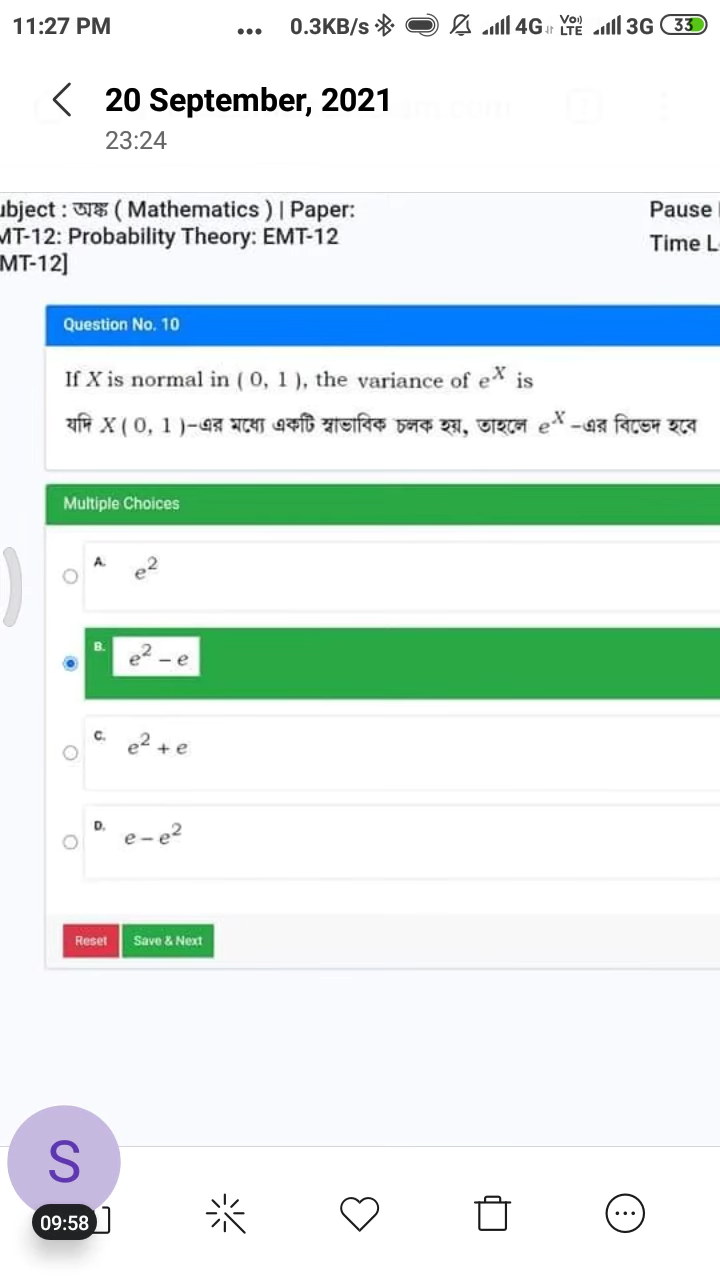 11:27 PM ... 0.3KB/s 4G Vo)) LTE 3G 33
20 September, 2021
23:24
ubject : অঙ্ক ( Mathematics ) | Paper:
MT-12: Probability Theory: EMT-12
MT-12]
Pause
Time L
Question No. 10
If X is normal in ( 0, 1 ), the variance of e^X is
যদি X ( 0, 1 )-এর মধ্যে একটি স্বাভাবিক চলক হয়, তাহলে e^X -এর বিভেদ হবে
Multiple Choices
A. e^2
B. e^2 – e
C. e^2 + e
D. e – e^2
Reset Save & Next
S
09:58